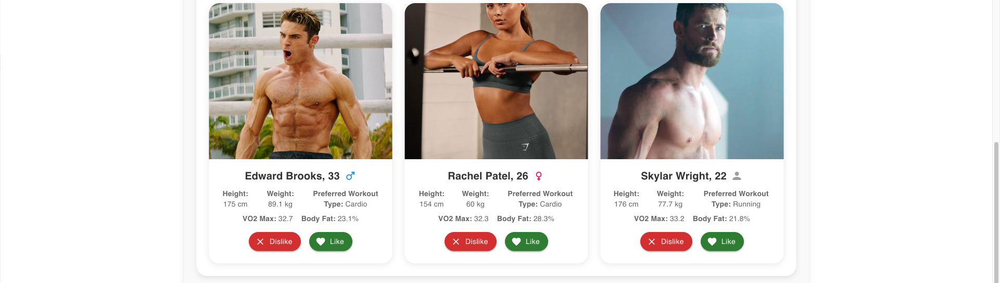 Edward Brooks, 33
Height:
175 cm
Weight:
89.1 kg
Preferred Workout
Type: Cardio
VO2 Max: 32.7 Body Fat: 23.1%
Dislike
Like
Rachel Patel, 26
Height:
154 cm
Weight:
60 kg
Preferred Workout
Type: Cardio
VO2 Max: 32.3 Body Fat: 28.3%
Dislike
Like
Skylar Wright, 22
Height:
176 cm
Weight:
77.7 kg
Preferred Workout
Type: Running
VO2 Max: 33.2 Body Fat: 21.8%
Dislike
Like